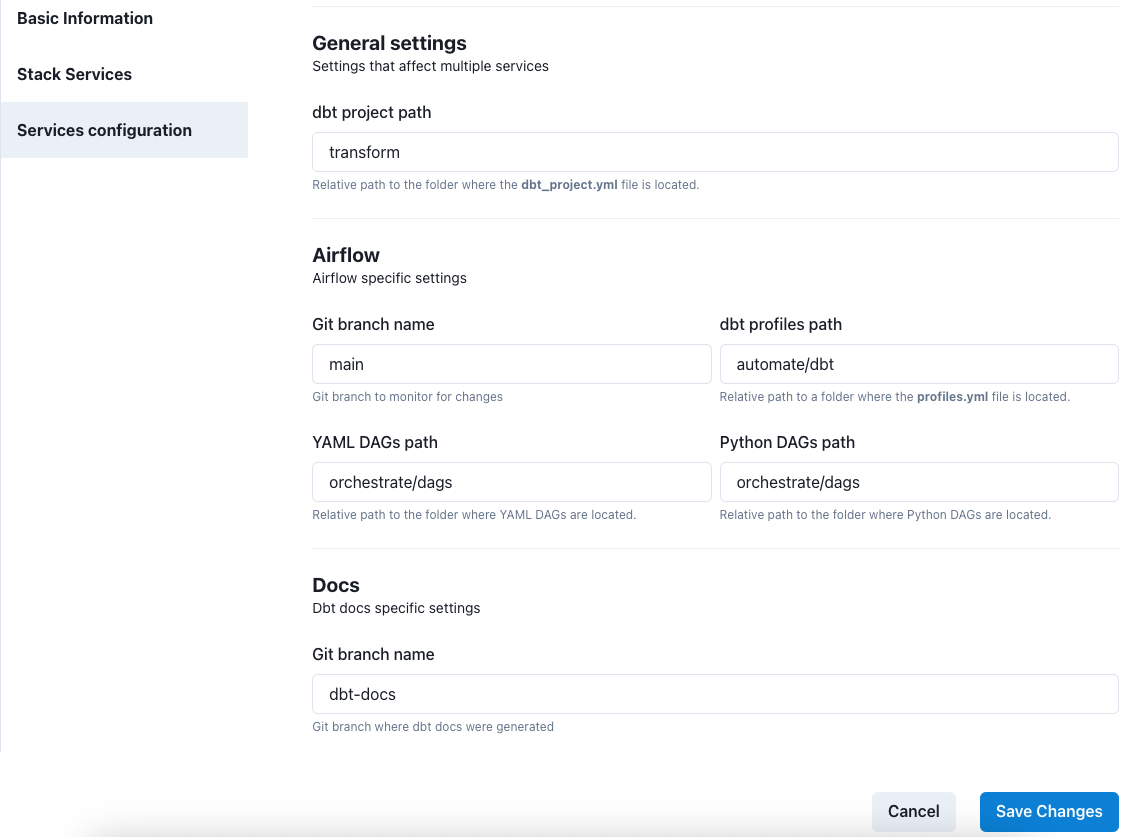 Basic Information
Stack Services
Services configuration
General settings
Settings that affect multiple services
dbt project path
transform
Relative path to the folder where the dbt_project.yml file is located.
Airflow
Airflow specific settings
Git branch name
main
Git branch to monitor for changes
dbt profiles path
automate/dbt
Relative path to a folder where the profiles.yml file is located.
YAML DAGs path
orchestrate/dags
Relative path to the folder where YAML DAGs are located.
Python DAGs path
orchestrate/dags
Relative path to the folder where Python DAGs are located.
Docs
Dbt docs specific settings
Git branch name
dbt-docs
Git branch where dbt docs were generated
Cancel
Save Changes